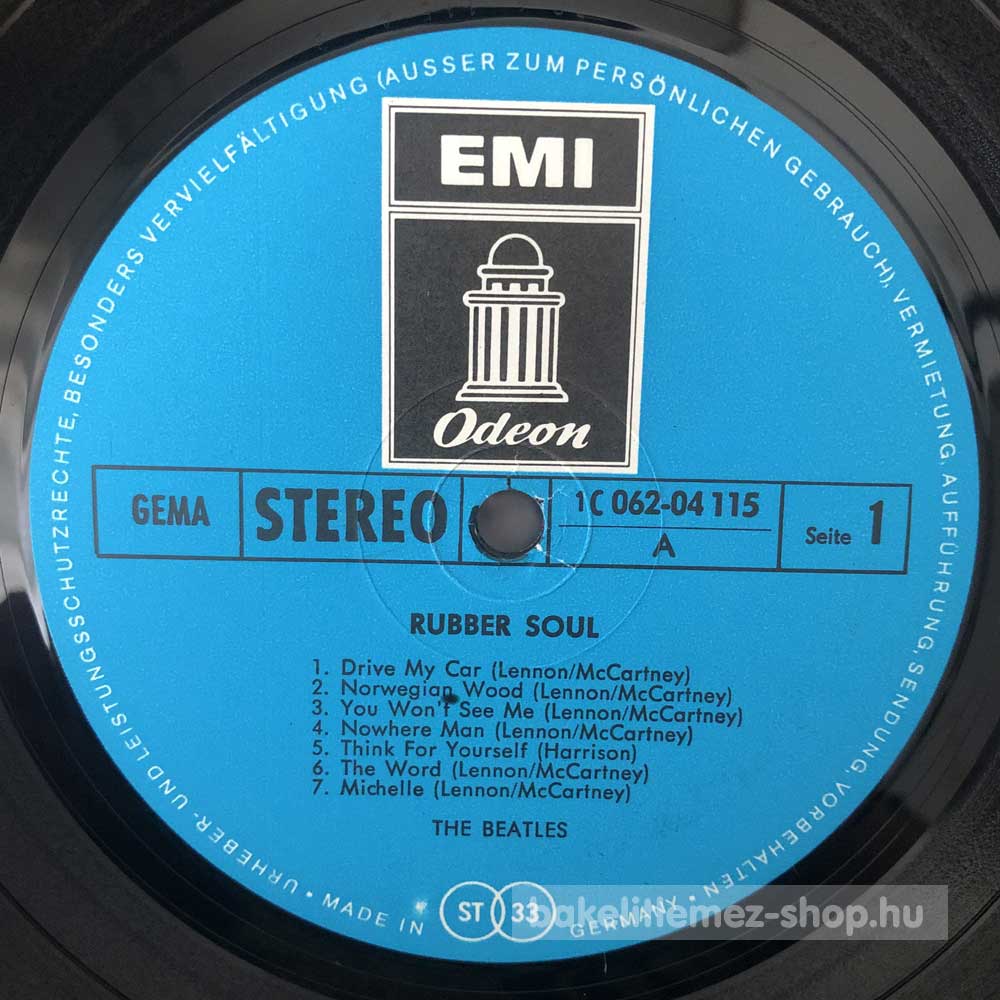 URHEBER- UND LEISTUNGSSCHUTZRECHTE, BESONDERS VERVIELFÄLTIGUNG (AUSSER ZUM PERSÖNLICHEN GEBRAUCH), VERMIETUNG, AUFFÜHRUNG, SENDUNG, VORBEHALTEN •
EMI
Odeon
GEMA
STEREO
1C 062-04 115
A
Seite 1
RUBBER SOUL
1. Drive My Car (Lennon/McCartney)
2. Norwegian Wood (Lennon/McCartney)
3. You Won't See Me (Lennon/McCartney)
4. Nowhere Man (Lennon/McCartney)
5. Think For Yourself (Harrison)
6. The Word (Lennon/McCartney)
7. Michelle (Lennon/McCartney)
THE BEATLES
• MADE IN ST 33 GERMANY •
bakelitlemez-shop.hu